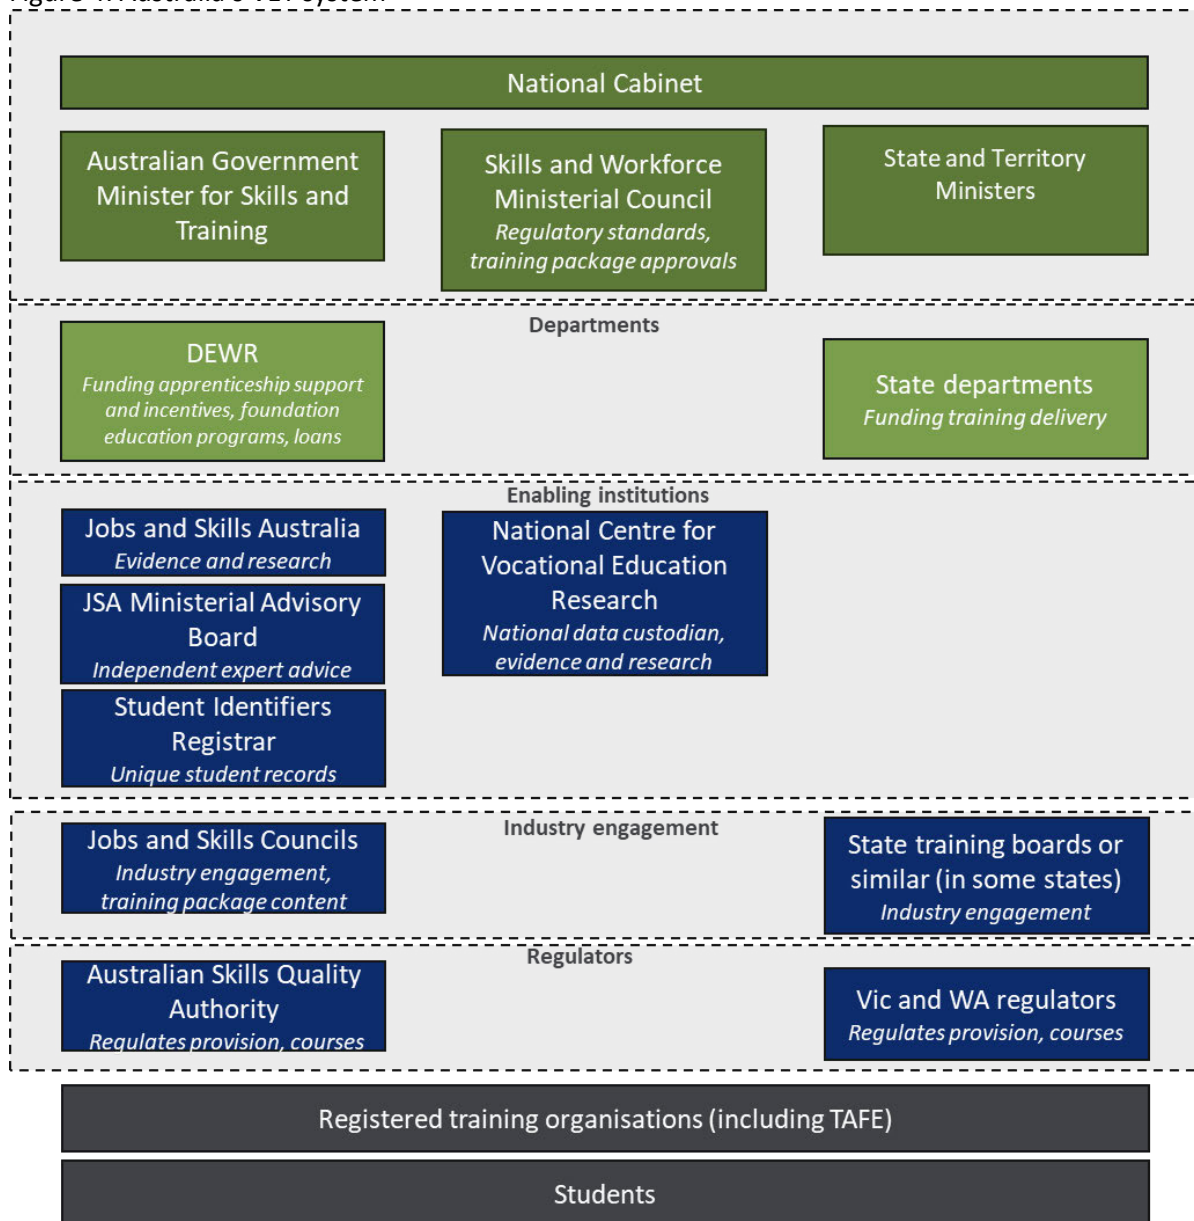 National Cabinet
Australian Government
Minister for Skills and
Training
Skills and Workforce
Ministerial Council
Regulatory standards,
training package approvals
State and Territory
Ministers
Departments
DEWR
Funding apprenticeship support
and incentives, foundation
education programs, loans
State departments
Funding training delivery
Enabling institutions
Jobs and Skills Australia
Evidence and research
JSA Ministerial Advisory
Board
Independent expert advice
Student Identifiers
Registrar
Unique student records
National Centre for
Vocational Education
Research
National data custodian,
evidence and research
Industry engagement
Jobs and Skills Councils
Industry engagement,
training package content
State training boards or
similar (in some states)
Industry engagement
Regulators
Australian Skills Quality
Authority
Regulates provision, courses
Vic and WA regulators
Regulates provision, courses
Registered training organisations (including TAFE)
Students